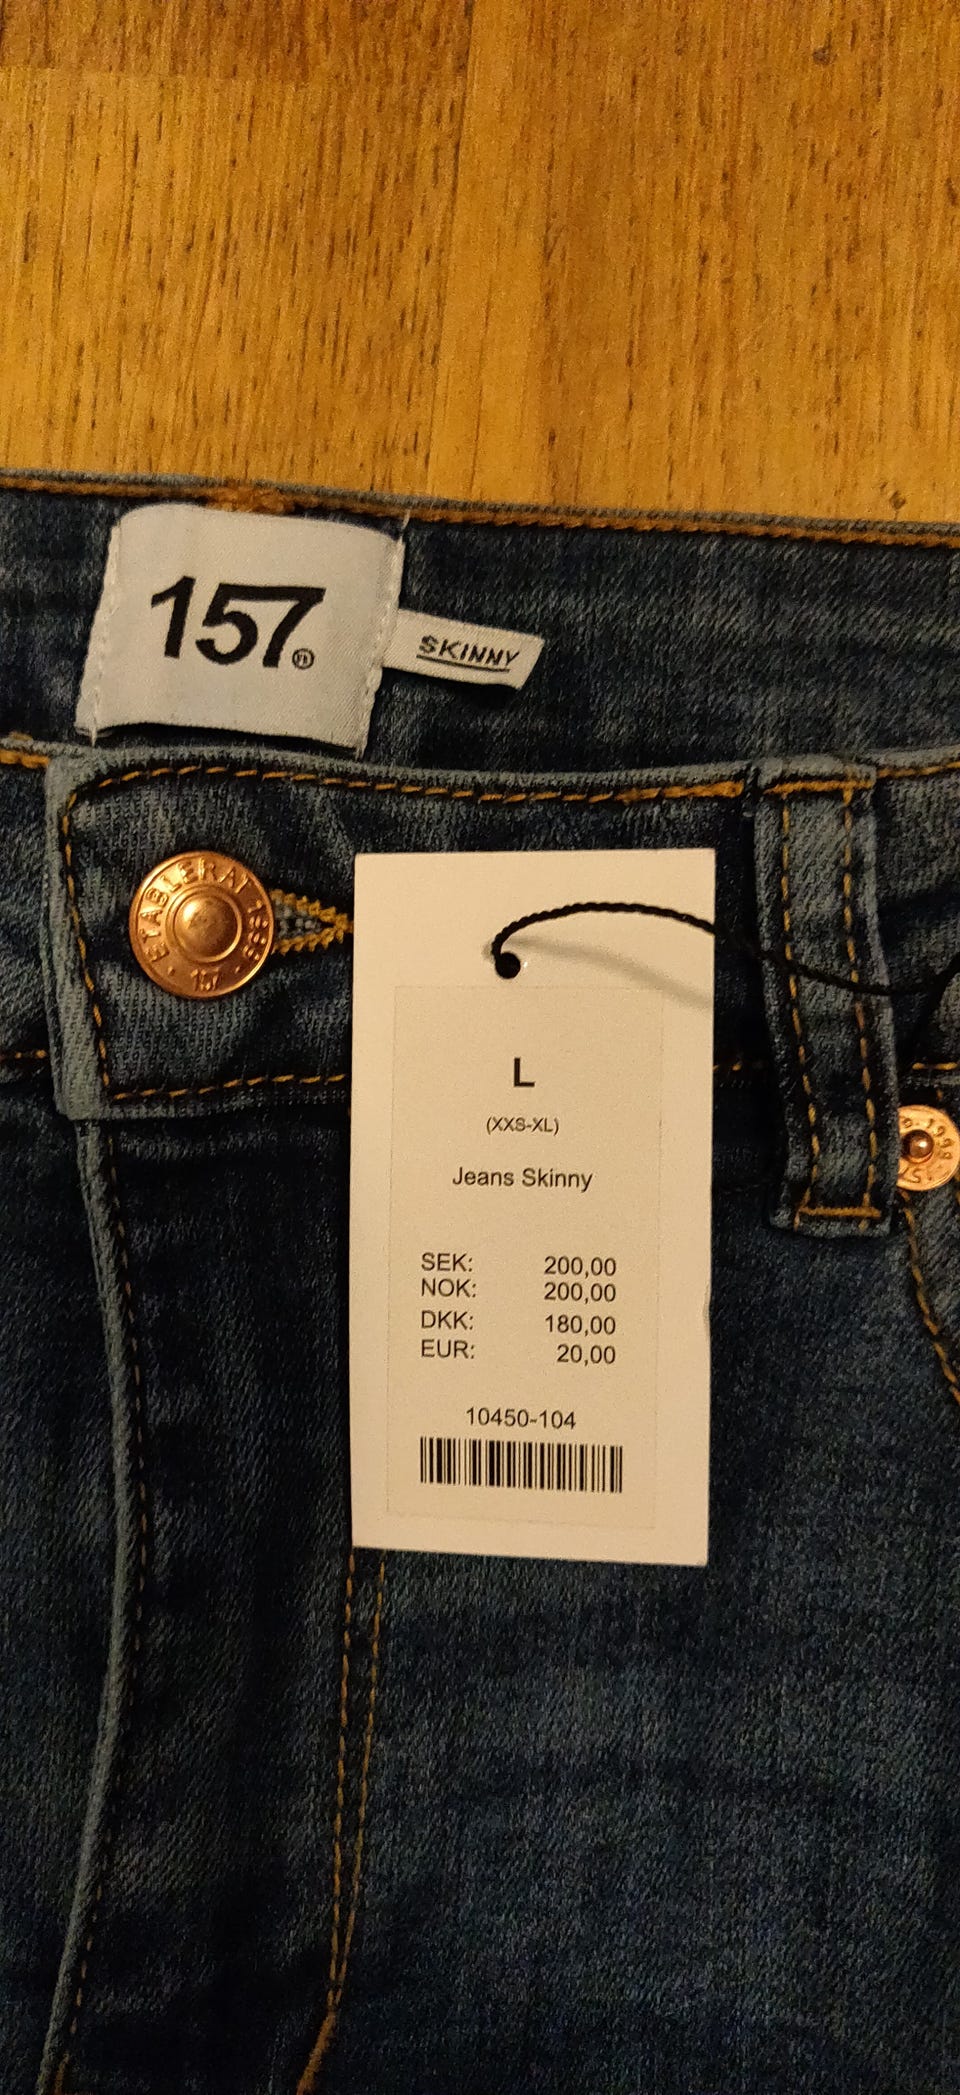 157
SKINNY
ETABLERAT 1999
· 157 ·
L
(XXS-XL)
Jeans Skinny
SEK: 200,00
NOK: 200,00
DKK: 180,00
EUR: 20,00
10450-104
1999